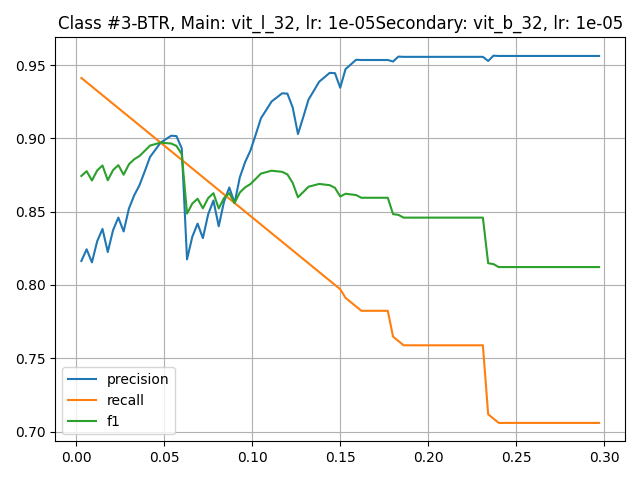 Class #3-BTR, Main: vit_l_32, lr: 1e-05Secondary: vit_b_32, lr: 1e-05
0.95
0.90
0.85
0.80
0.75
0.70
precision
recall
f1
0.00 0.05 0.10 0.15 0.20 0.25 0.30